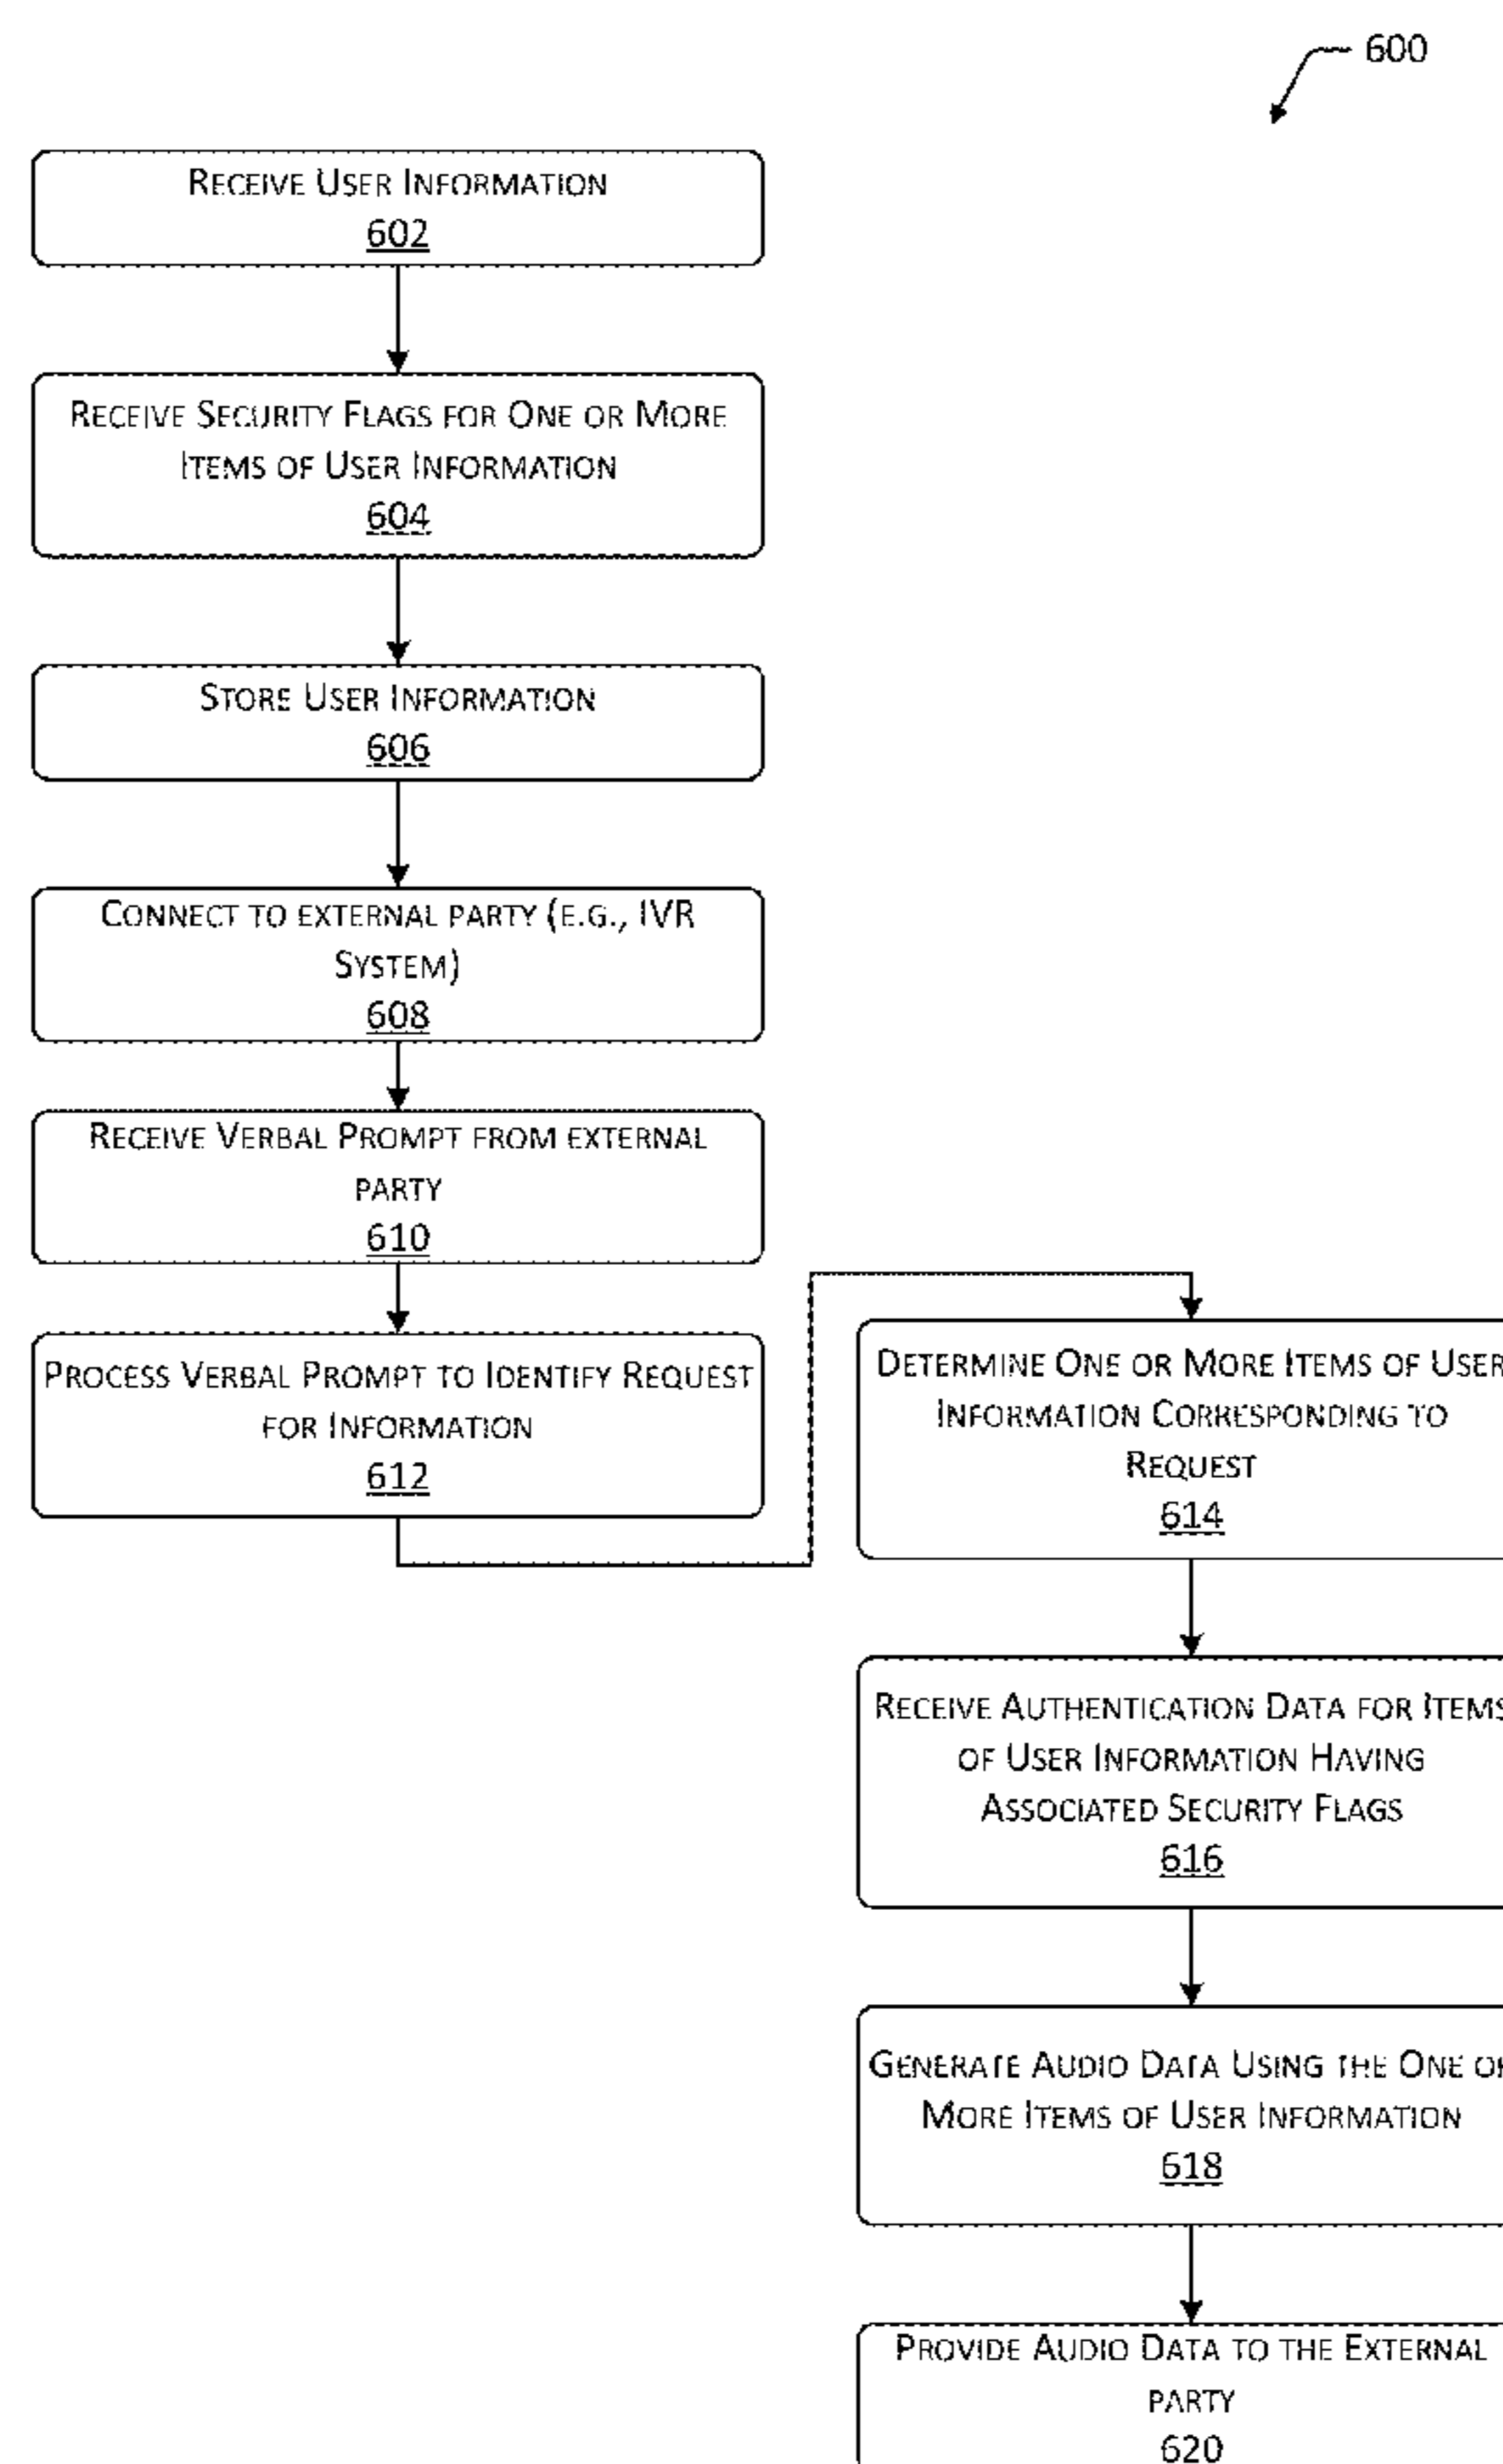 600
RECEIVE USER INFORMATION
602
RECEIVE SECURITY FLAGS FOR ONE OR MORE
ITEMS OF USER INFORMATION
604
STORE USER INFORMATION
606
CONNECT TO EXTERNAL PARTY (E.G., IVR
SYSTEM)
608
RECEIVE VERBAL PROMPT FROM EXTERNAL
PARTY
610
PROCESS VERBAL PROMPT TO IDENTIFY REQUEST
FOR INFORMATION
612
DETERMINE ONE OR MORE ITEMS OF USER
INFORMATION CORRESPONDING TO
REQUEST
614
RECEIVE AUTHENTICATION DATA FOR ITEMS
OF USER INFORMATION HAVING
ASSOCIATED SECURITY FLAGS
616
GENERATE AUDIO DATA USING THE ONE OR
MORE ITEMS OF USER INFORMATION
618
PROVIDE AUDIO DATA TO THE EXTERNAL
PARTY
620